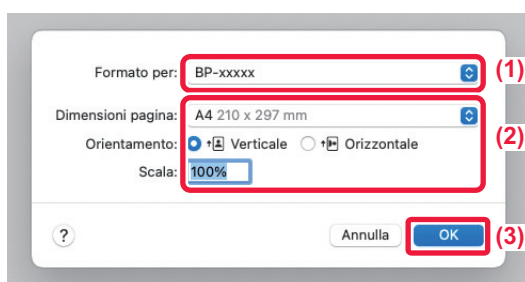 Formato per: BP-xxxxx (1)
Dimensioni pagina: A4 210 x 297 mm
Orientamento: Verticale Orizzontale (2)
Scala: 100%
? Annulla OK (3)